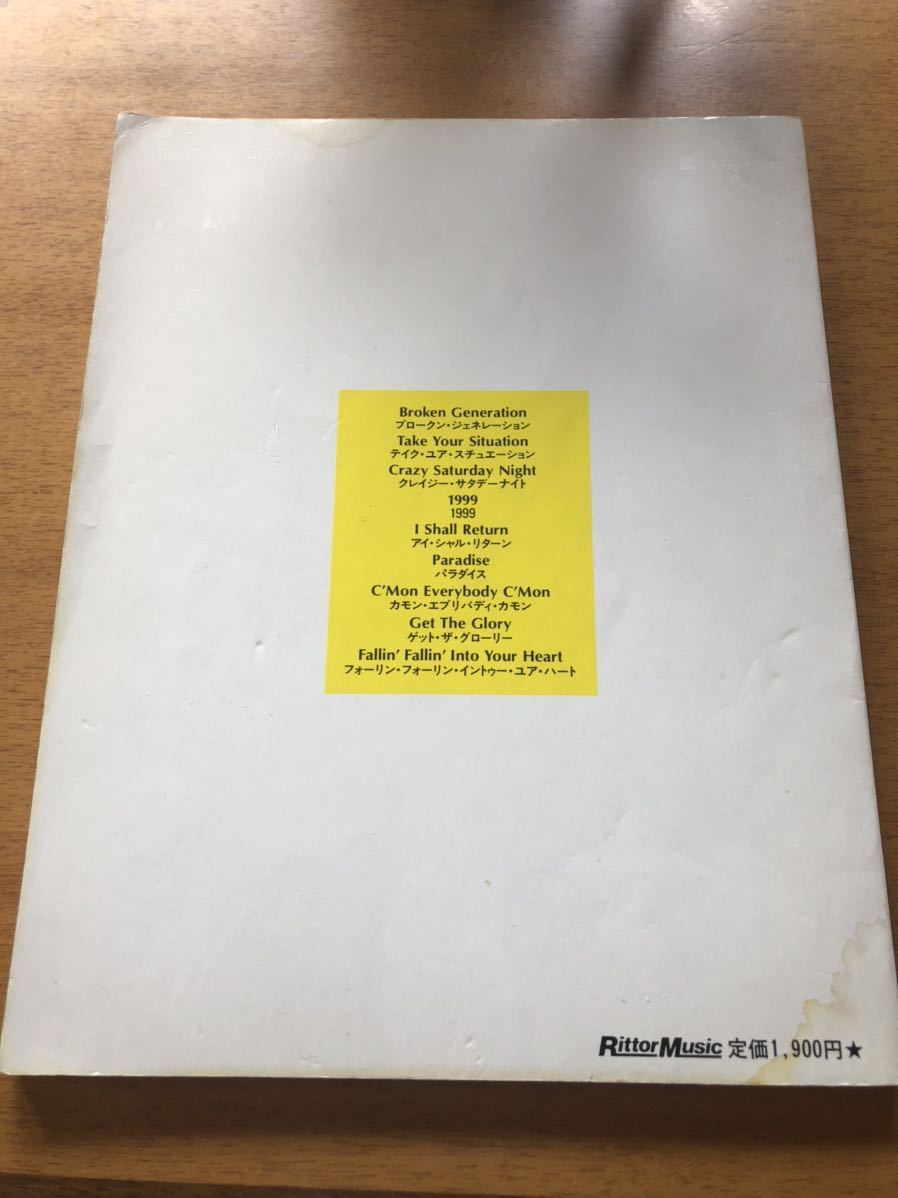 Broken Generation
ブロークン・ジェネレーション
Take Your Situation
テイク・ユア・スチュエーション
Crazy Saturday Night
クレイジー・サタデーナイト
1999
1999
I Shall Return
アイ・シャル・リターン
Paradise
パラダイス
C'Mon Everybody C'Mon
カモン・エブリバディ・カモン
Get The Glory
ゲット・ザ・グローリー
Fallin' Fallin' Into Your Heart
フォーリン・フォーリン・イントゥー・ユア・ハート
RittorMusic 定価1,900円★